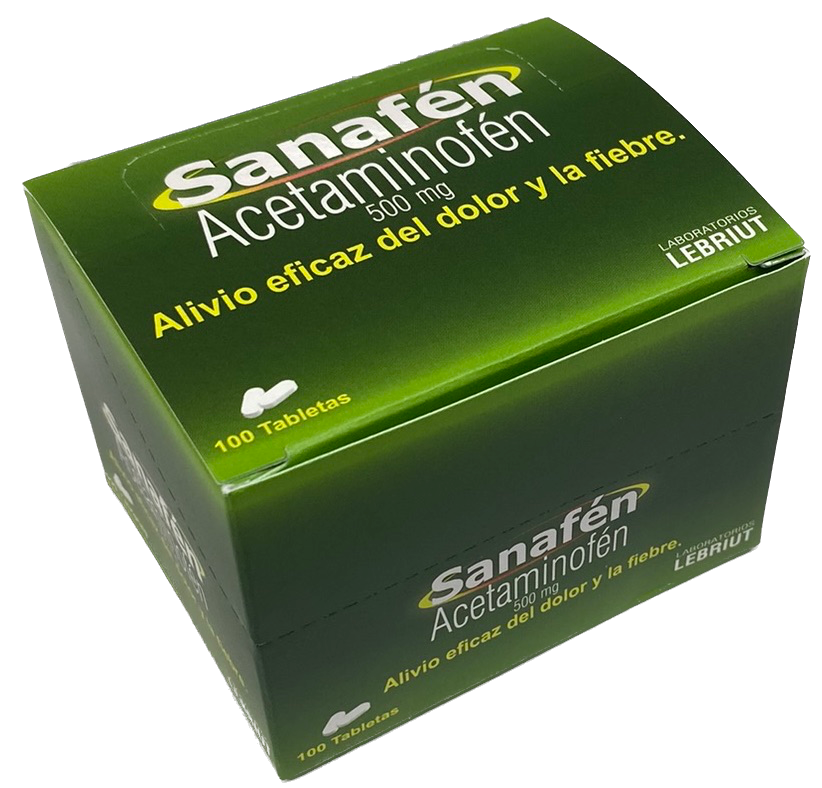 Sanafén
Acetaminofén
500 mg
Alivio eficaz del dolor y la fiebre.
LABORATORIOS
LEBRIUT
100 Tabletas
Sanafén
Acetaminofén
500 mg
Alivio eficaz del dolor y la fiebre.
LABORATORIOS
LEBRIUT
100 Tabletas